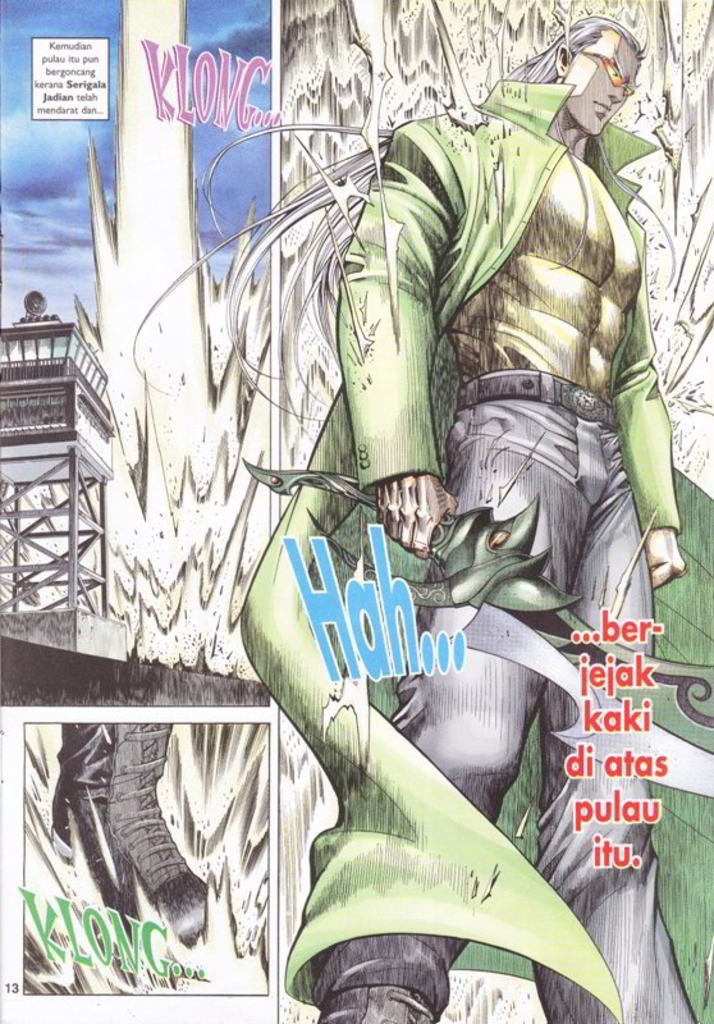 Kemudian
pulau itu pun
bergoncang
kerana Serigala
Jadian telah
mendarat dan...
KLONG...
Hah...
...ber-
jejak
kaki
di atas
pulau
itu.
KLONG...
13